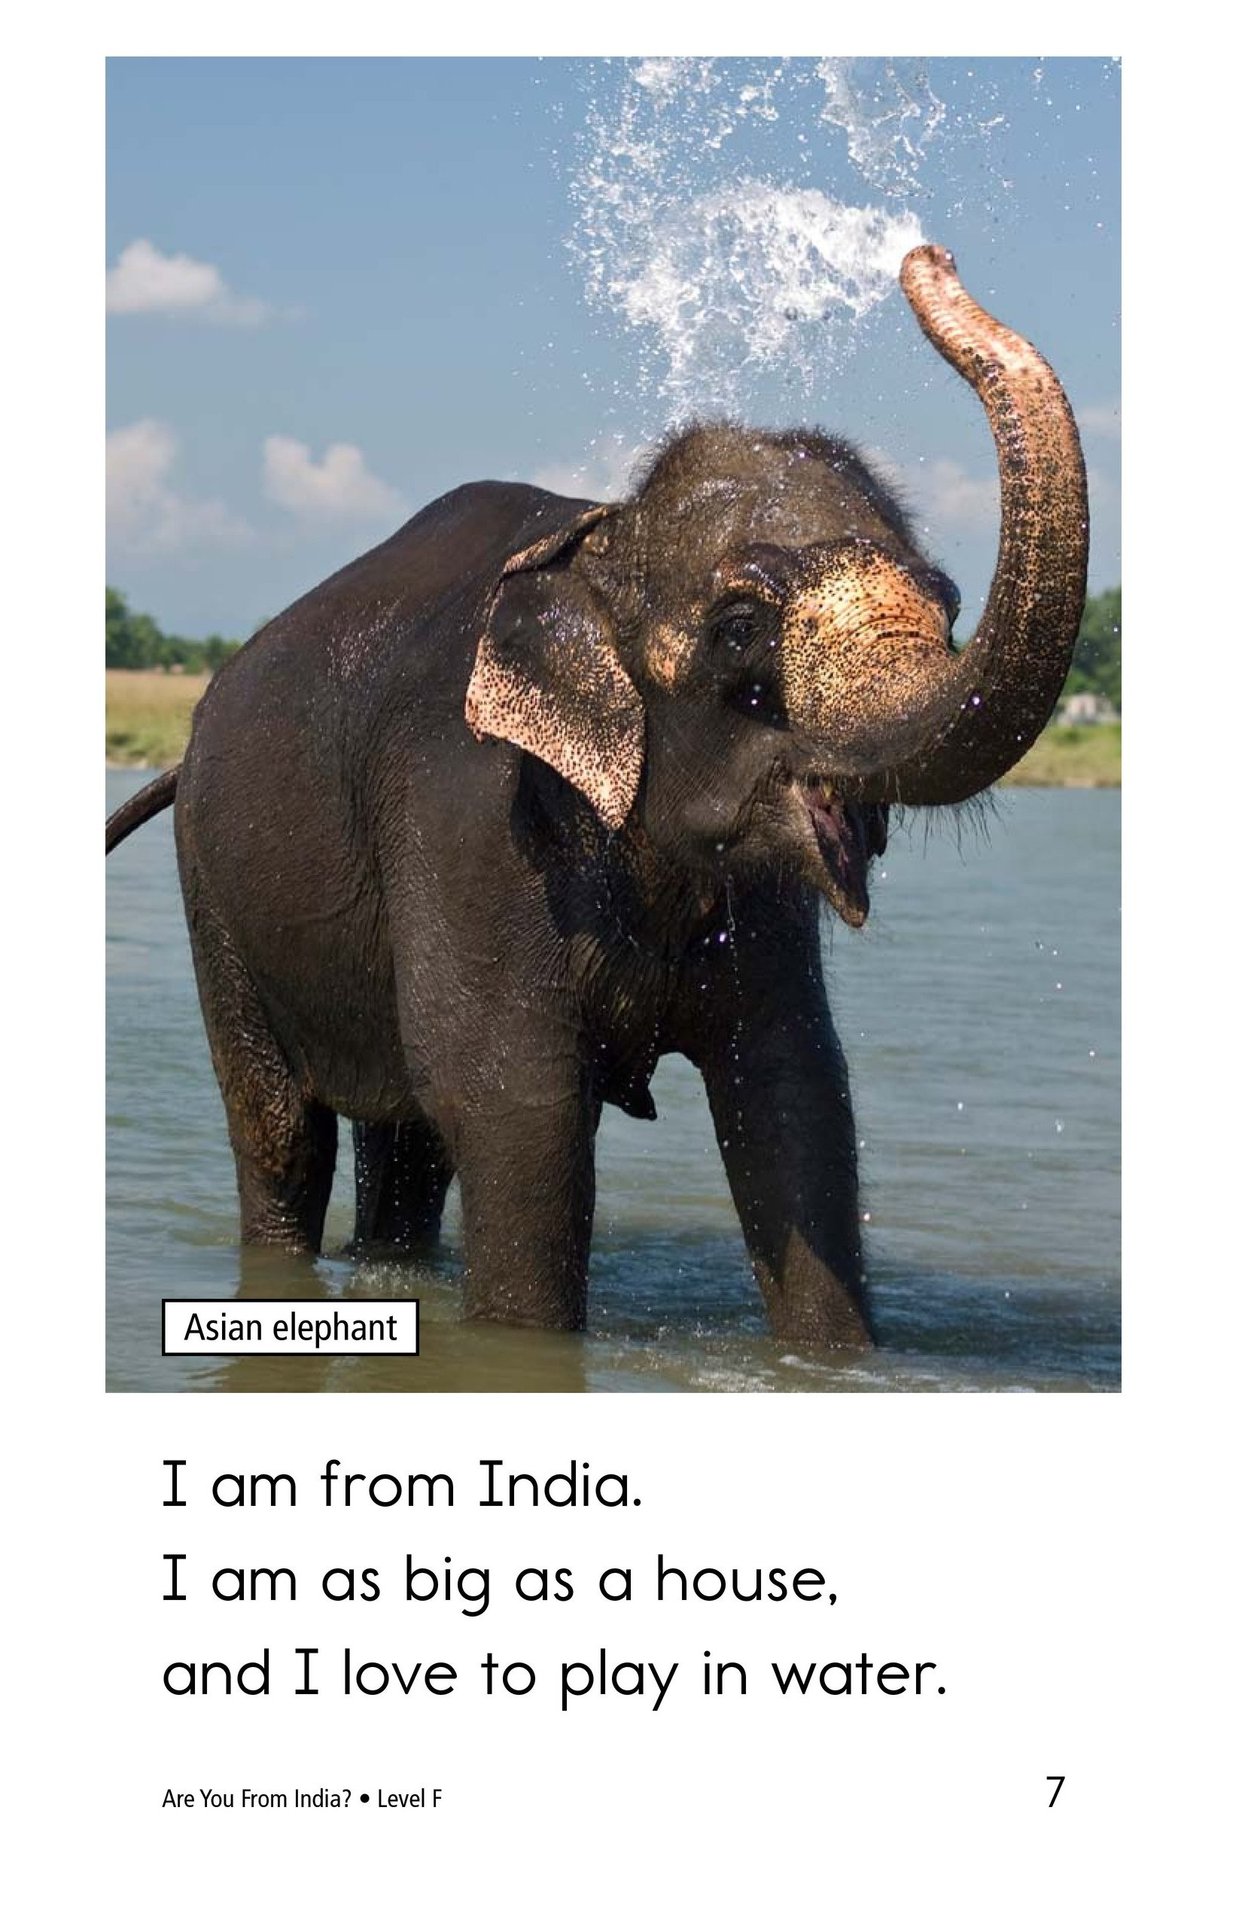 Asian elephant
I am from India.
I am as big as a house,
and I love to play in water.
Are You From India? • Level F
7